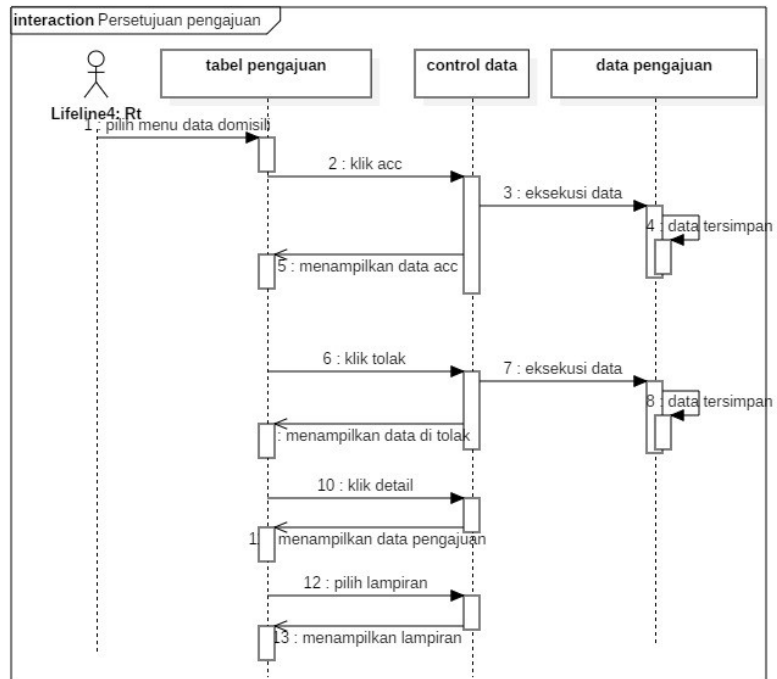 interaction Persetujuan pengajuan
tabel pengajuan
control data
data pengajuan
Lifeline4: Rt
1 : pilih menu data domisili
2 : klik acc
3 : eksekusi data
4 : data tersimpan
5 : menampilkan data acc
6 : klik tolak
7 : eksekusi data
8 : data tersimpan
: menampilkan data di tolak
10 : klik detail
1 menampilkan data pengajuan
12 : pilih lampiran
13 : menampilkan lampiran